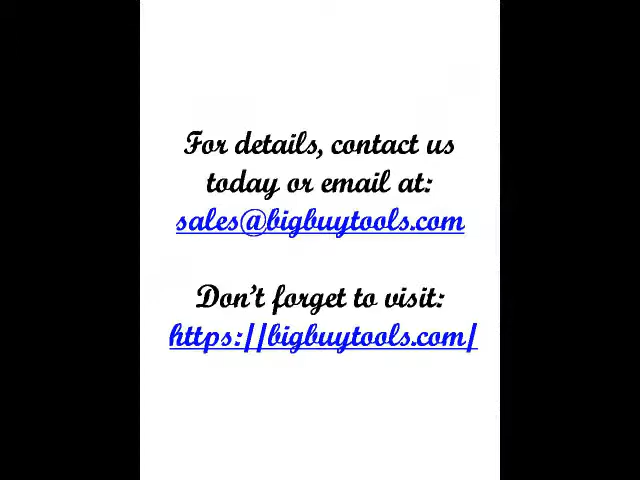 For details, contact us
today or email at:
sales@bigbuytools.com
Don't forget to visit:
https://bigbuytools.com/